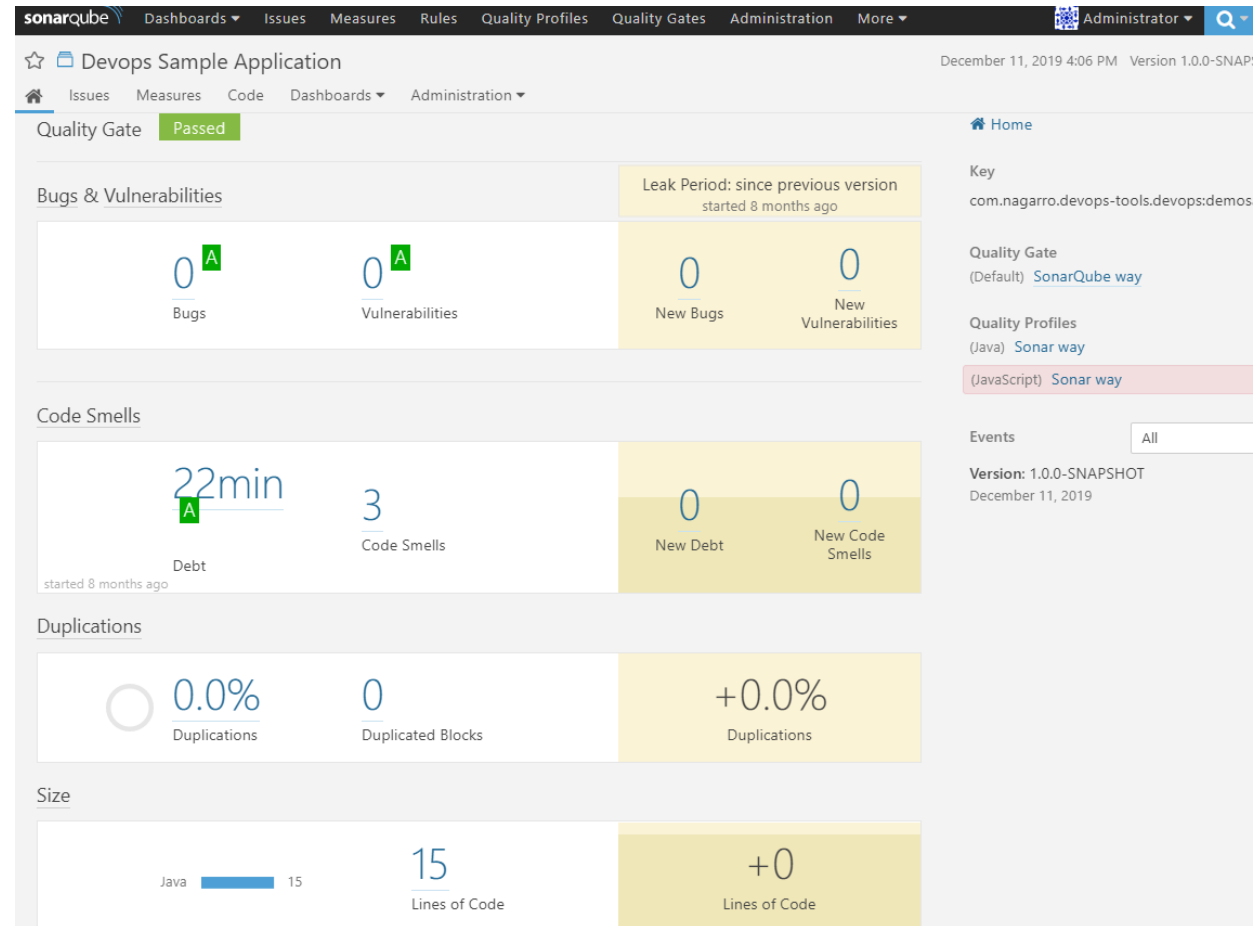 sonarqube Dashboards Issues Measures Rules Quality Profiles Quality Gates Administration More Administrator
Devops Sample Application
December 11, 2019 4:06 PM Version 1.0.0-SNAPS
Issues Measures Code Dashboards Administration
Quality Gate Passed
Bugs & Vulnerabilities
Leak Period: since previous version
started 8 months ago
0 A 0 A 0 0
Bugs Vulnerabilities New Bugs New
Vulnerabilities
Code Smells
22min
A
3 0 0
Code Smells New Debt New Code
Smells
Debt
started 8 months ago
Duplications
0.0% 0 +0.0%
Duplications Duplicated Blocks Duplications
Size
15 +0
Java 15
Lines of Code Lines of Code
Home
Key
com.nagarro.devops-tools.devops:demos
Quality Gate
(Default) SonarQube way
Quality Profiles
(Java) Sonar way
(JavaScript) Sonar way
Events All
Version: 1.0.0-SNAPSHOT
December 11, 2019